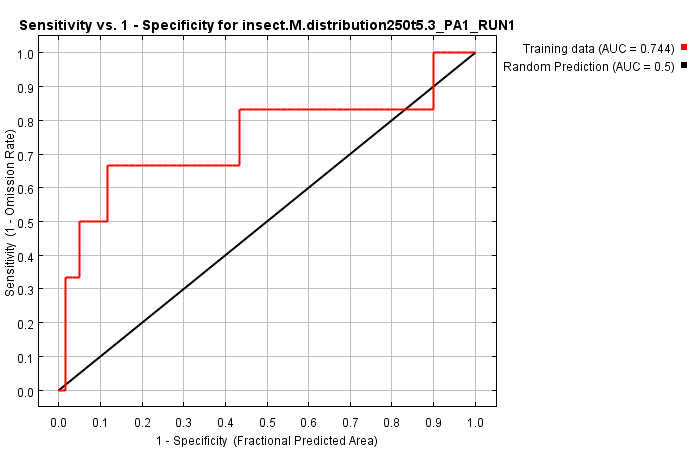 Sensitivity vs. 1 - Specificity for insect.M.distribution250t5.3_PA1_RUN1
Training data (AUC = 0.744)
Random Prediction (AUC = 0.5)
Sensitivity (1 - Omission Rate)
1.0
0.9
0.8
0.7
0.6
0.5
0.4
0.3
0.2
0.1
0.0
0.0 0.1 0.2 0.3 0.4 0.5 0.6 0.7 0.8 0.9 1.0
1 - Specificity (Fractional Predicted Area)